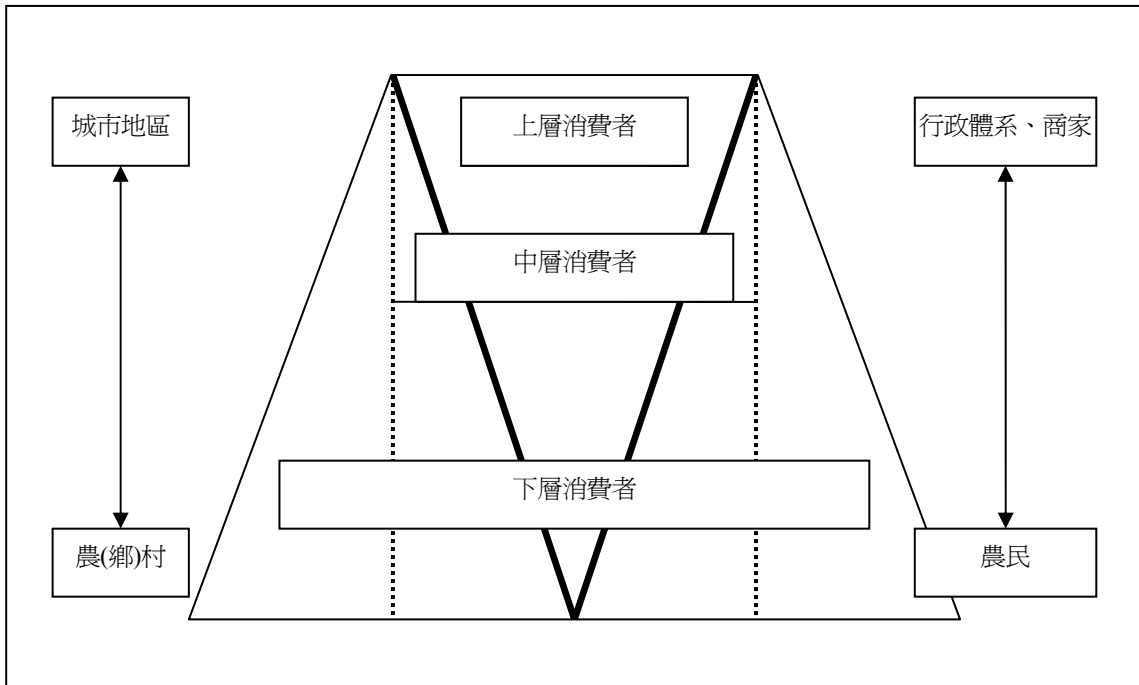 城市地區
上層消費者
行政體系、商家
中層消費者
下層消費者
農(鄉)村
農民